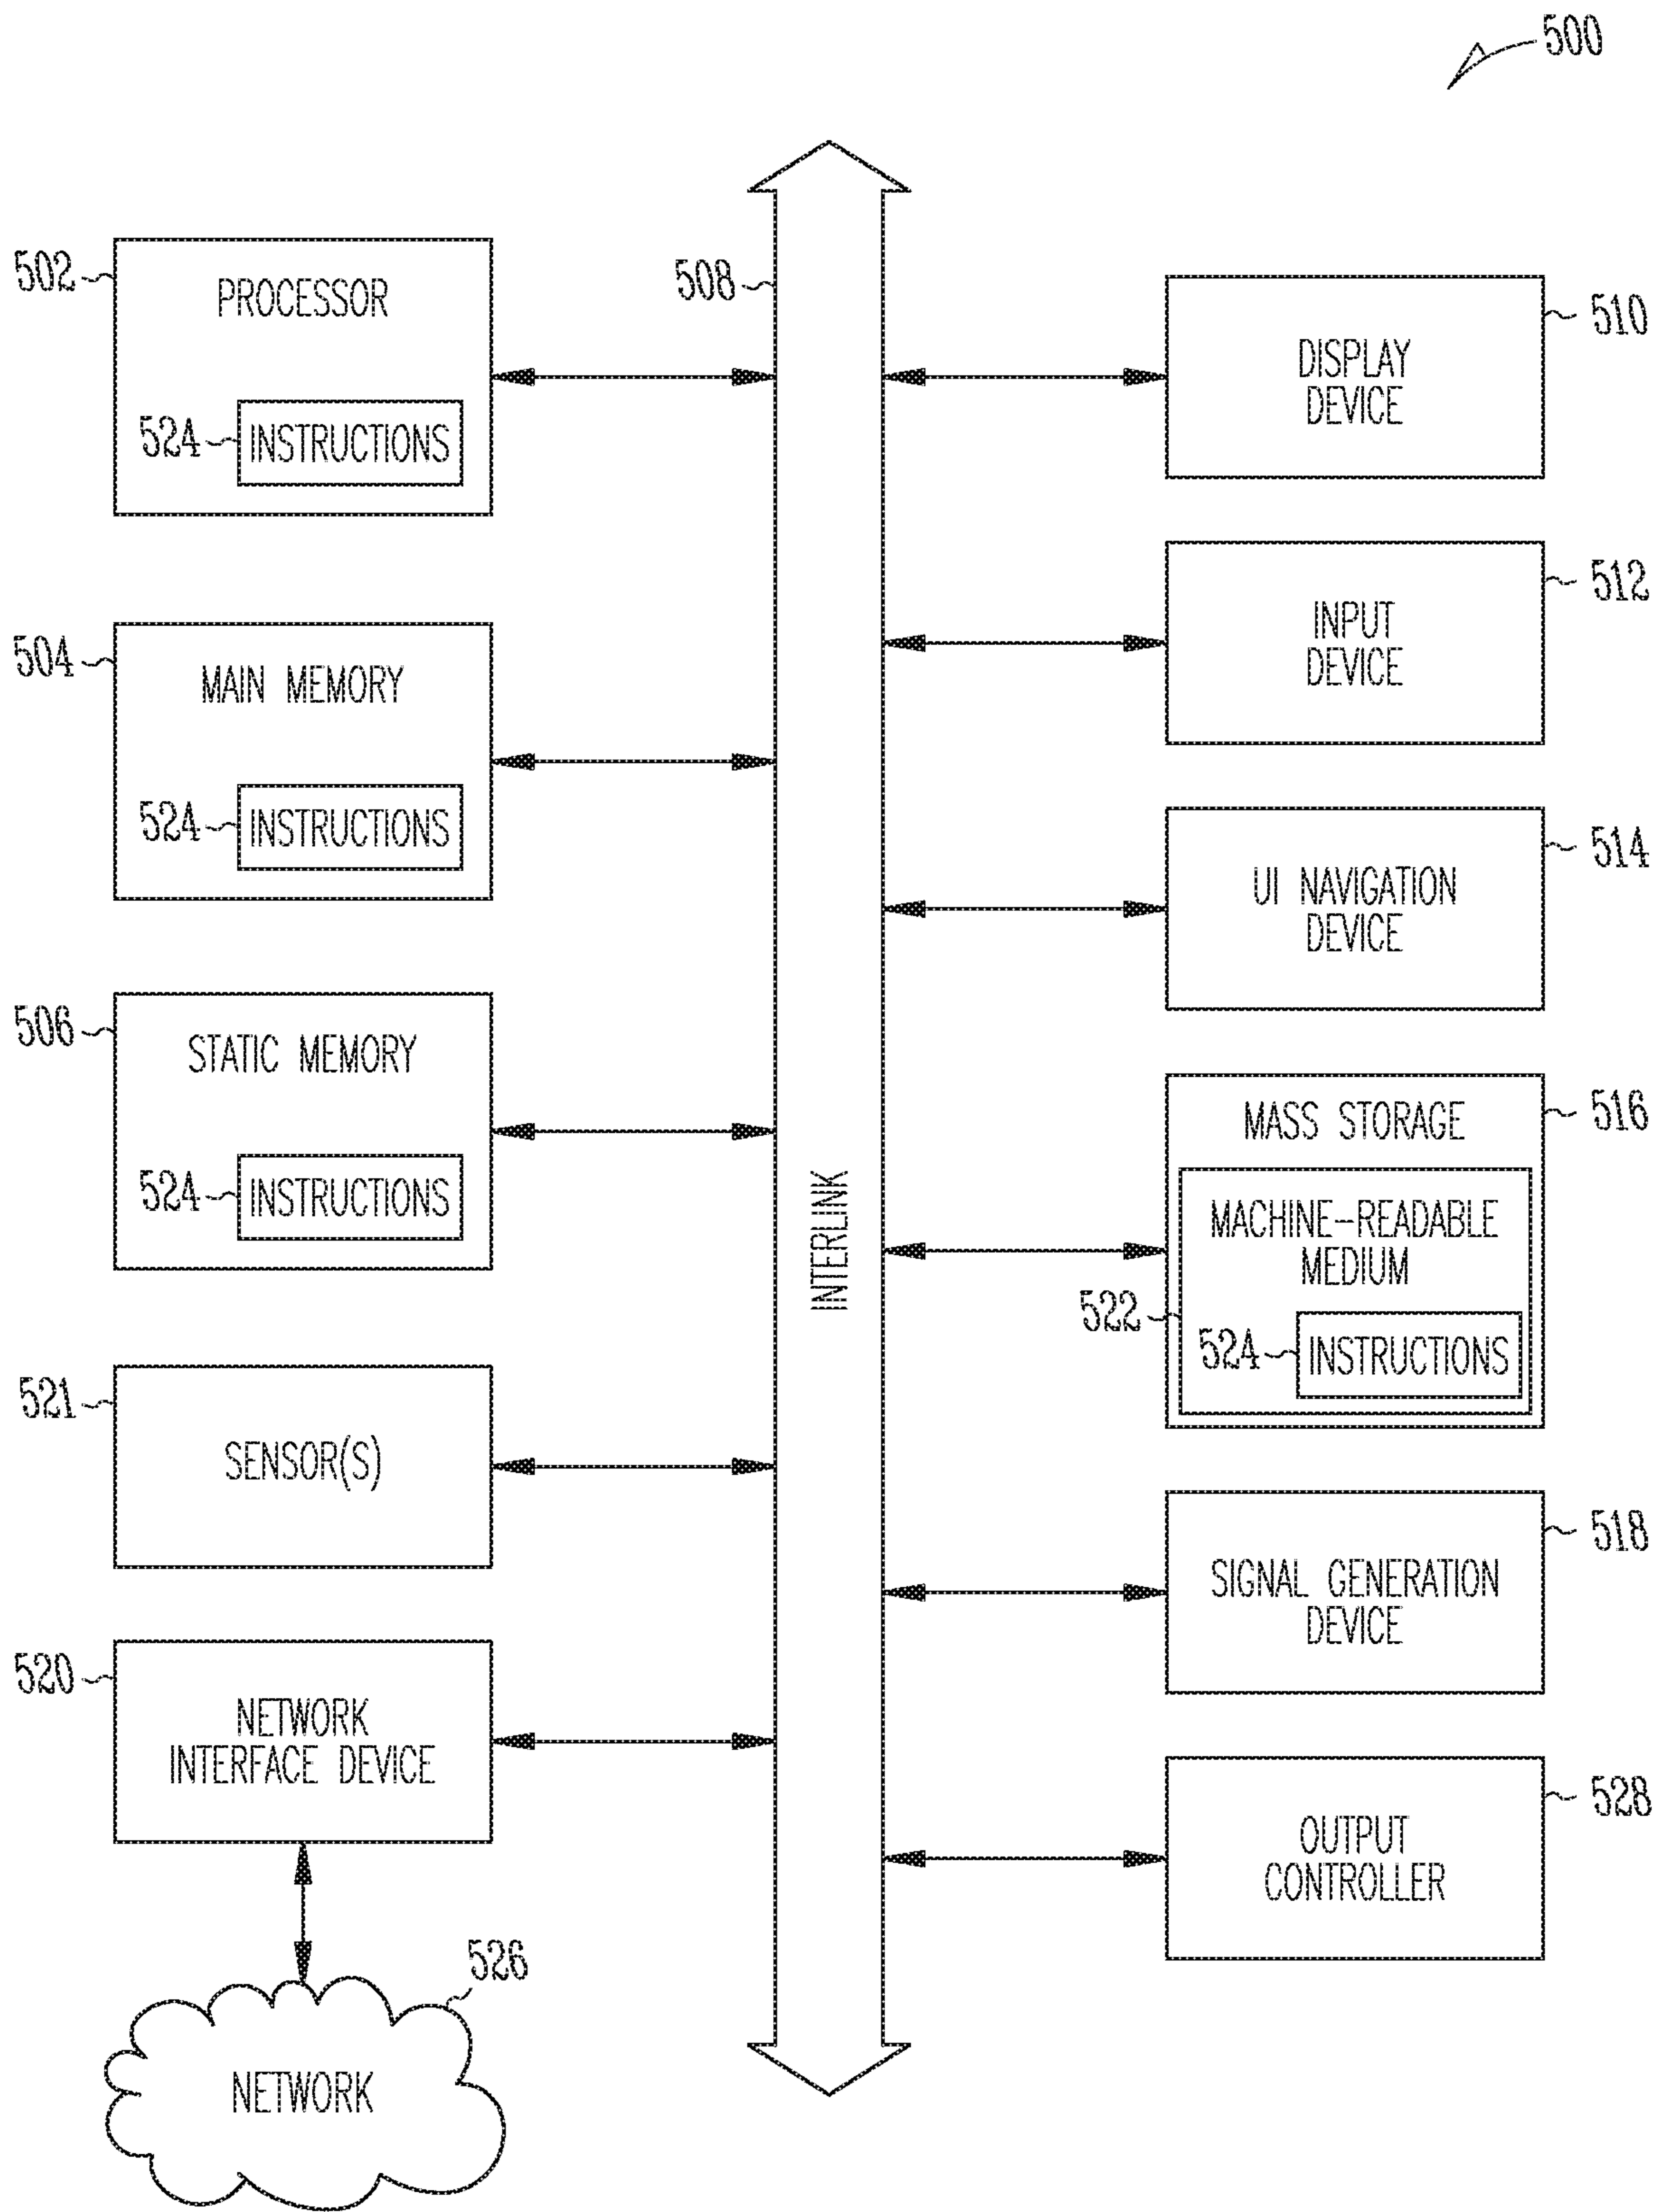 500
502
PROCESSOR
524
INSTRUCTIONS
504
MAIN MEMORY
524
INSTRUCTIONS
506
STATIC MEMORY
524
INSTRUCTIONS
521
SENSOR(S)
520
NETWORK
INTERFACE DEVICE
526
NETWORK
508
INTERLINK
510
DISPLAY
DEVICE
512
INPUT
DEVICE
514
UI NAVIGATION
DEVICE
516
MASS STORAGE
MACHINE-READABLE
MEDIUM
522
524
INSTRUCTIONS
518
SIGNAL GENERATION
DEVICE
528
OUTPUT
CONTROLLER